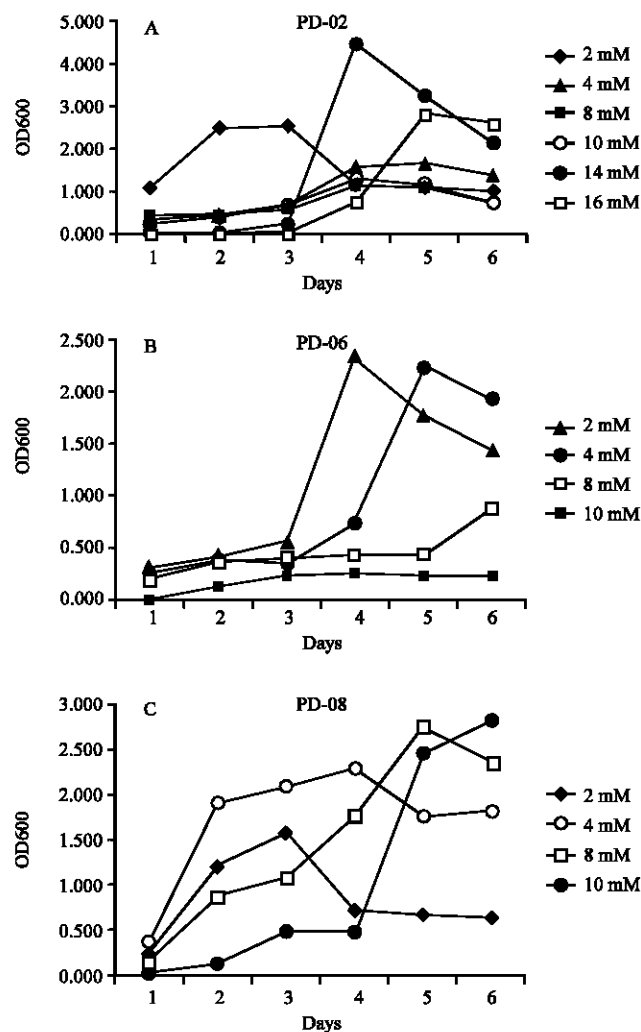 A
PD-02
OD600
5.000
4.000
3.000
2.000
1.000
0.000
1 2 3 4 5 6
Days
2 mM
4 mM
8 mM
10 mM
14 mM
16 mM
B
PD-06
OD600
2.500
2.000
1.500
1.000
0.500
0.000
1 2 3 4 5 6
Days
2 mM
4 mM
8 mM
10 mM
C
PD-08
OD600
3.000
2.500
2.000
1.500
1.000
0.500
0.000
1 2 3 4 5 6
Days
2 mM
4 mM
8 mM
10 mM